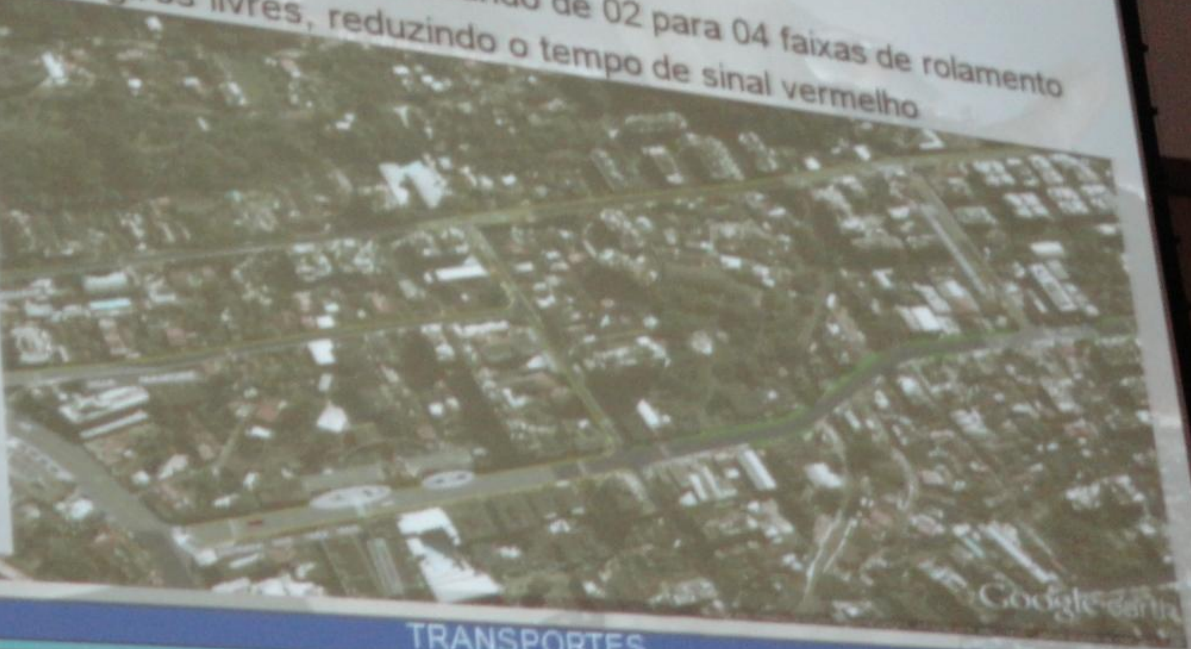 de 02 para 04 faixas de rolamento
livres, reduzindo o tempo de sinal vermelho
Google earth
TRANSPORTES